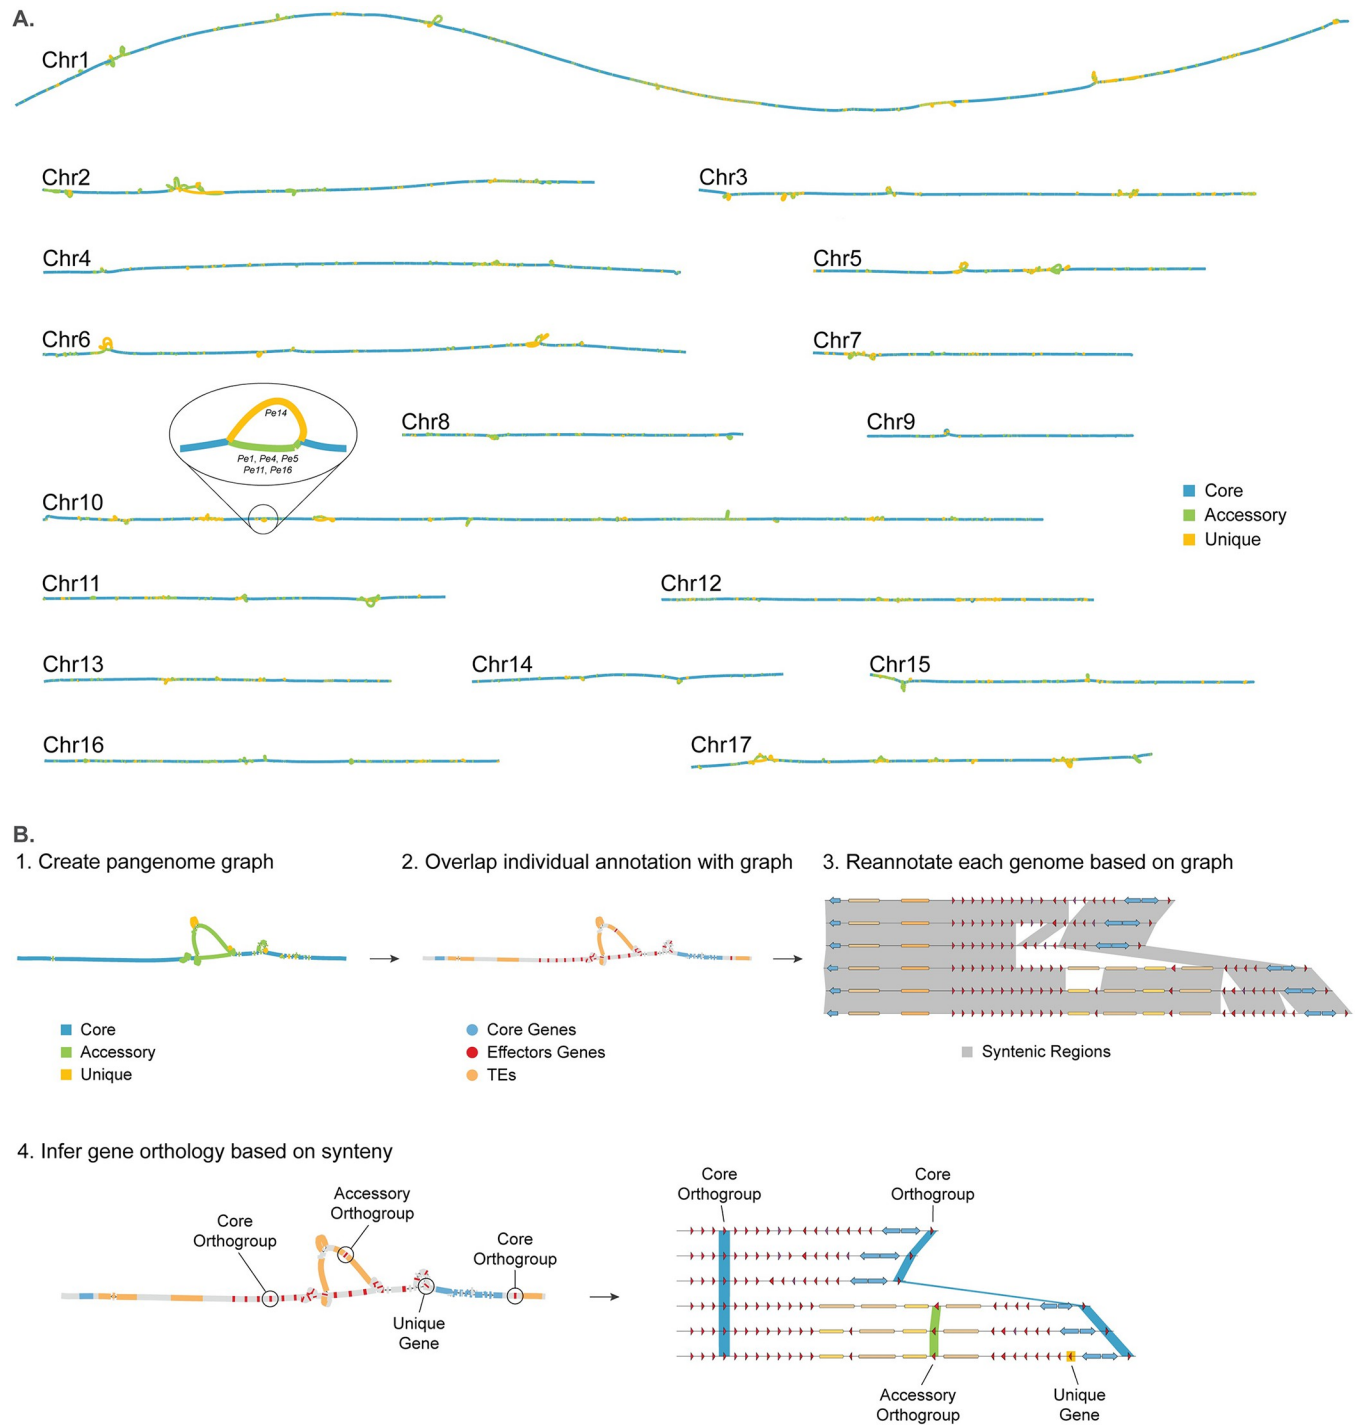 A.
Chr1
Chr2
Chr3
Chr4
Chr5
Chr6
Chr7
Pe14
Pe1, Pe4, Pe5
Pe11, Pe16
Chr8
Chr9
Chr10
Core
Accessory
Unique
Chr11
Chr12
Chr13
Chr14
Chr15
Chr16
Chr17
B.
1. Create pangenome graph
2. Overlap individual annotation with graph
3. Reannotate each genome based on graph
Core
Accessory
Unique
Core Genes
Effectors Genes
TEs
Syntenic Regions
4. Infer gene orthology based on synteny
Core
Orthogroup
Accessory
Orthogroup
Core
Orthogroup
Unique
Gene
Core
Orthogroup
Core
Orthogroup
Accessory
Orthogroup
Unique
Gene